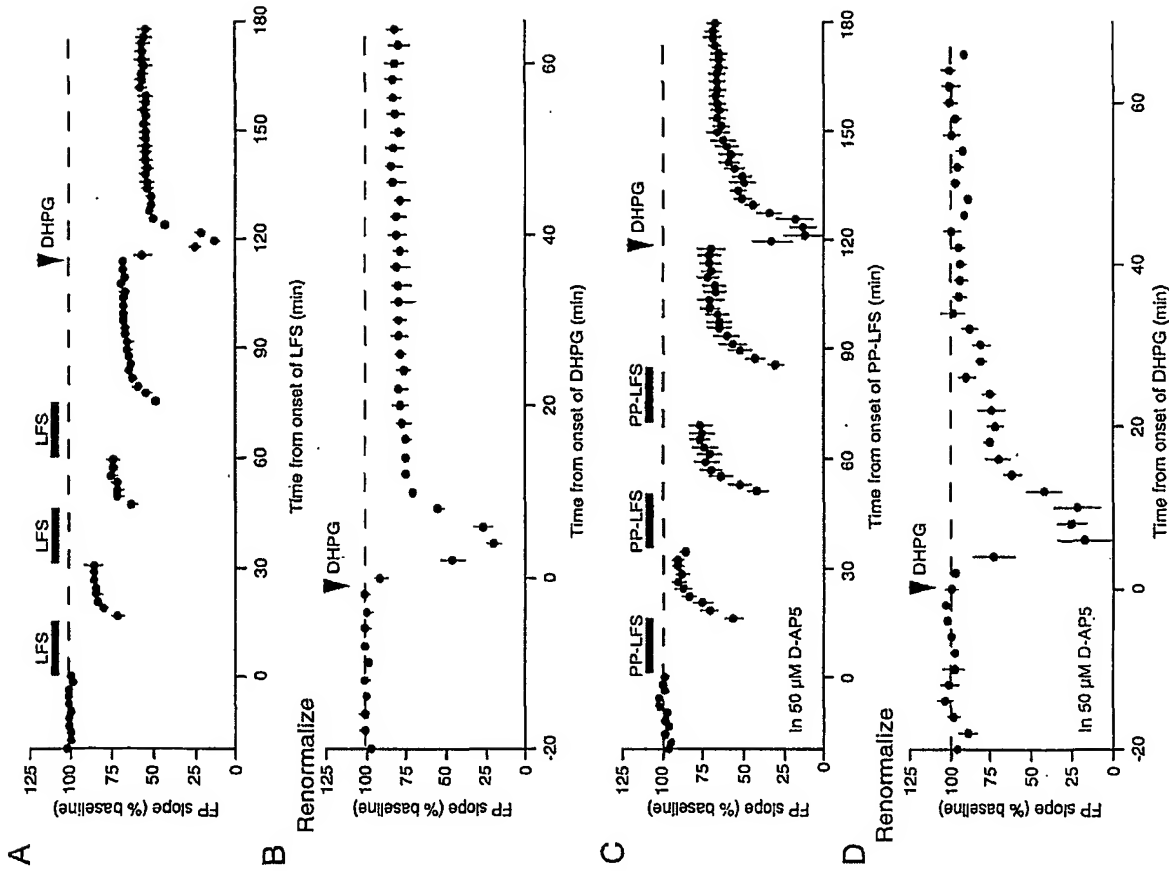 A
FP slope (% baseline)
125
100
75
50
25
0
LFS
LFS
LFS
DHPG
0
30
60
90
120
150
180
Time from onset of LFS (min)
B
Renormalize
FP slope (% baseline)
125
100
75
50
25
0
DHPG
-20
0
20
40
60
Time from onset of DHPG (min)
C
FP slope (% baseline)
125
100
75
50
25
0
PP-LFS
PP-LFS
PP-LFS
DHPG
In 50 µM D-AP5
0
30
60
90
120
150
180
Time from onset of PP-LFS (min)
D
Renormalize
FP slope (% baseline)
125
100
75
50
25
0
DHPG
In 50 µM D-AP5
-20
0
20
40
60
Time from onset of DHPG (min)